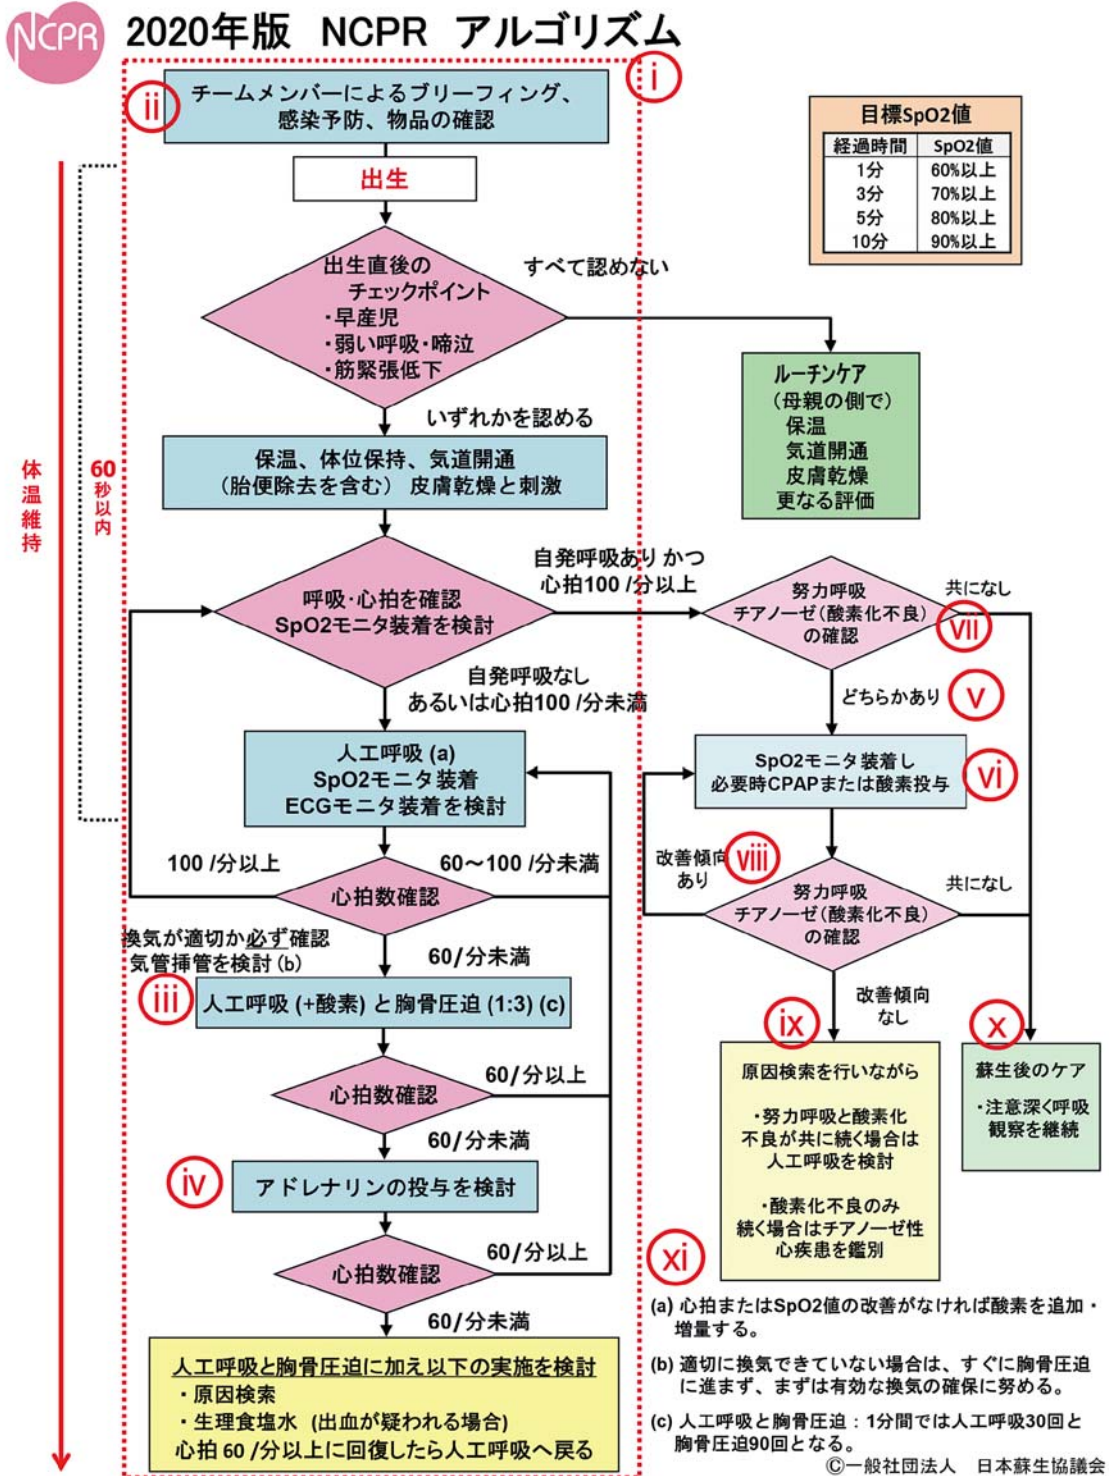 NCPR
2020年版 NCPR アルゴリズム
i
ii
チームメンバーによるブリーフィング、
感染予防、物品の確認
目標SpO2値
経過時間 SpO2値
1分 60%以上
3分 70%以上
5分 80%以上
10分 90%以上
出生
出生直後の
チェックポイント
・早産児
・弱い呼吸・啼泣
・筋緊張低下
すべて認めない
ルーチンケア
(母親の側で)
保温
気道開通
皮膚乾燥
更なる評価
いずれかを認める
体温維持
60秒以内
保温、体位保持、気道開通
(胎便除去を含む) 皮膚乾燥と刺激
自発呼吸あり かつ
心拍100 /分以上
呼吸・心拍を確認
SpO2モニタ装着を検討
努力呼吸
チアノーゼ(酸素化不良)
の確認
共になし
vii
自発呼吸なし
あるいは心拍100 /分未満
どちらかあり
v
人工呼吸 (a)
SpO2モニタ装着
ECGモニタ装着を検討
SpO2モニタ装着し
必要時CPAPまたは酸素投与
vi
100 /分以上
60～100 /分未満
心拍数確認
改善傾向
あり
viii
努力呼吸
チアノーゼ(酸素化不良)
の確認
共になし
換気が適切か必ず確認
気管挿管を検討 (b)
60/分未満
iii
人工呼吸 (+酸素) と胸骨圧迫 (1:3) (c)
改善傾向
なし
ix
x
心拍数確認
60/分以上
60/分未満
原因検索を行いながら
・努力呼吸と酸素化
不良が共に続く場合は
人工呼吸を検討
・酸素化不良のみ
続く場合はチアノーゼ性
心疾患を鑑別
蘇生後のケア
・注意深く呼吸
観察を継続
iv
アドレナリンの投与を検討
心拍数確認
60/分以上
60/分未満
xi
人工呼吸と胸骨圧迫に加え以下の実施を検討
・原因検索
・生理食塩水 (出血が疑われる場合)
心拍 60 /分以上に回復したら人工呼吸へ戻る
(a) 心拍またはSpO2値の改善がなければ酸素を追加・
増量する。
(b) 適切に換気できていない場合は、すぐに胸骨圧迫
に進まず、まずは有効な換気の確保に努める。
(c) 人工呼吸と胸骨圧迫：1分間では人工呼吸30回と
胸骨圧迫90回となる。
©一般社団法人 日本蘇生協議会